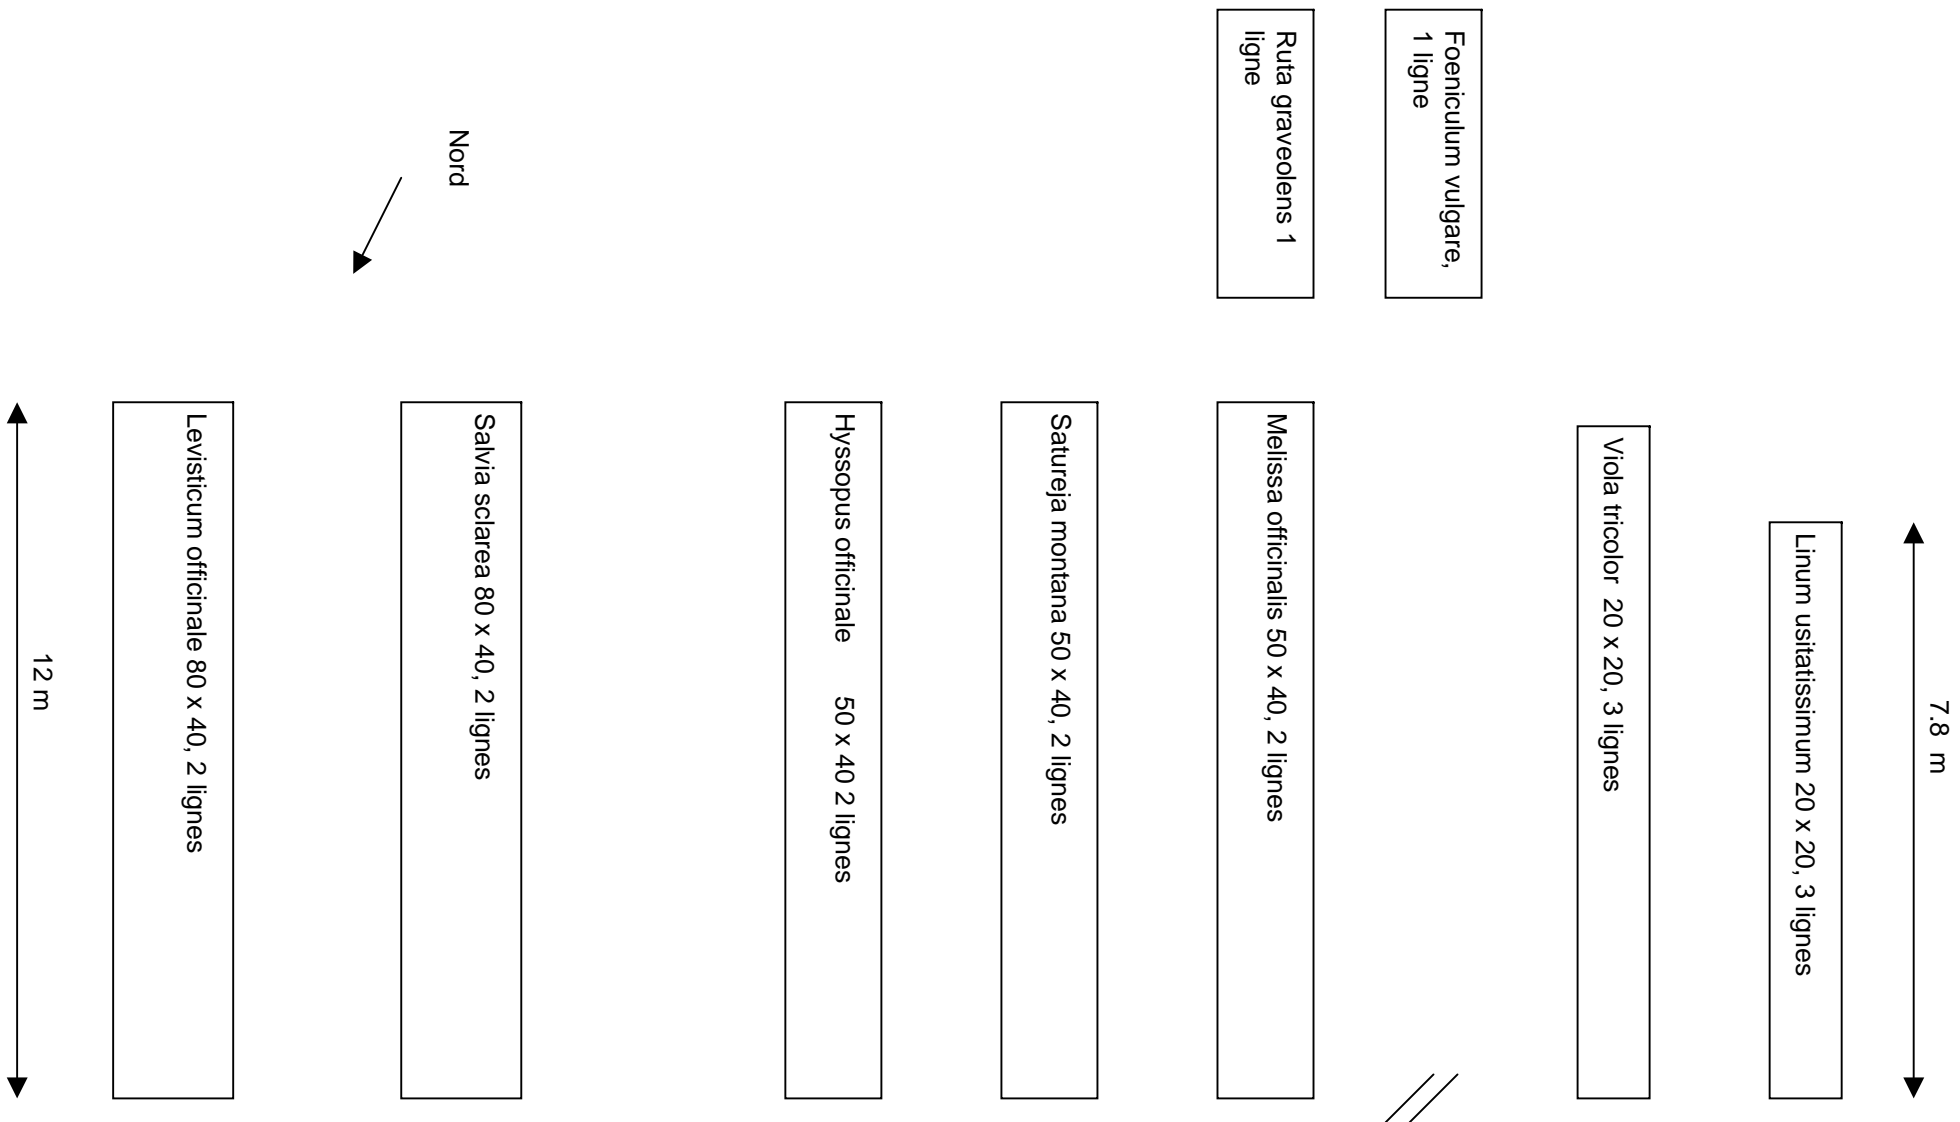 Foeniculum vulgare,
1 ligne
Ruta graveolens 1
ligne
Nord
7.8 m
Linum usitatissimum 20 x 20, 3 lignes
Viola tricolor 20 x 20, 3 lignes
Melissa officinalis 50 x 40, 2 lignes
Satureja montana 50 x 40, 2 lignes
Hyssopus officinale 50 x 40 2 lignes
Salvia sclarea 80 x 40, 2 lignes
Levisticum officinale 80 x 40, 2 lignes
12 m